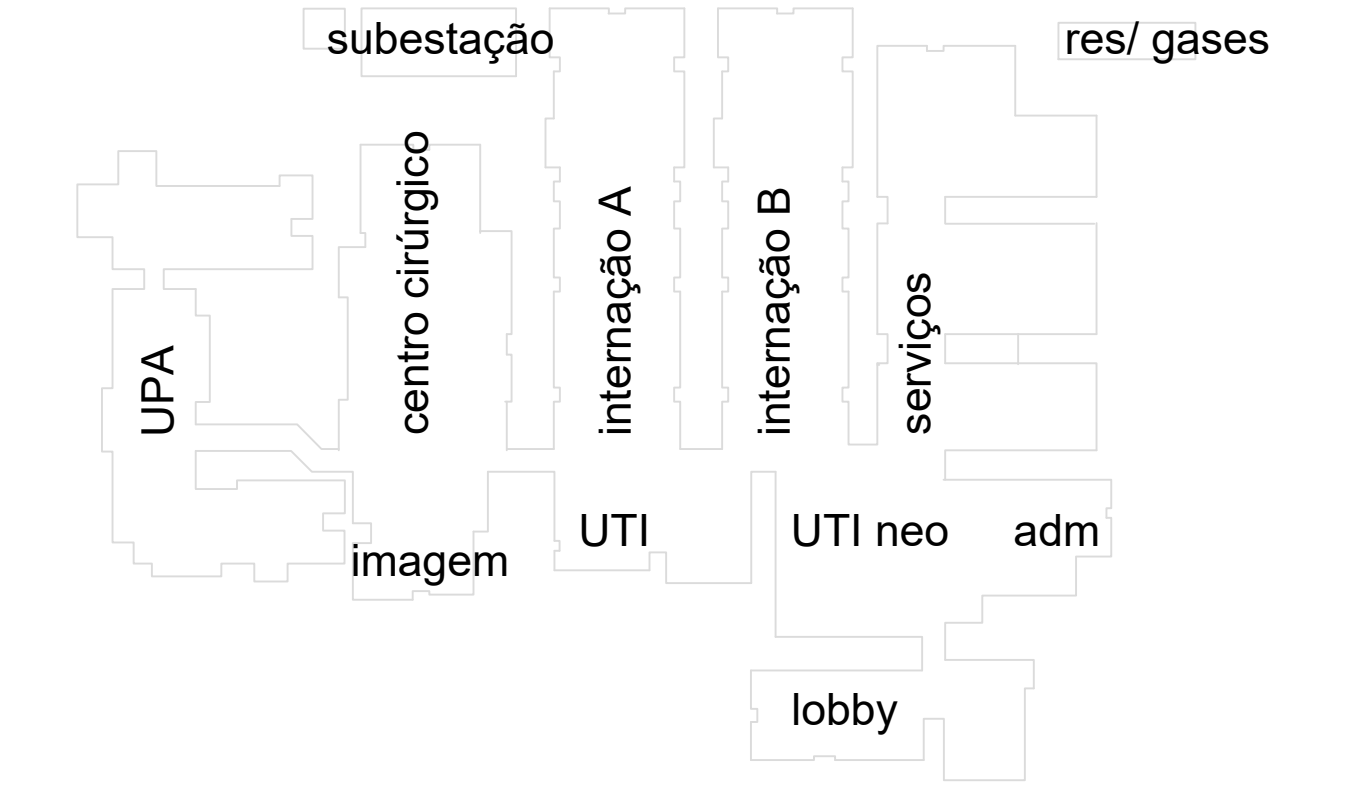 subestação
res/ gases
UPA
centro cirúrgico
internação A
internação B
serviços
UTI
UTI neo
adm
imagem
lobby